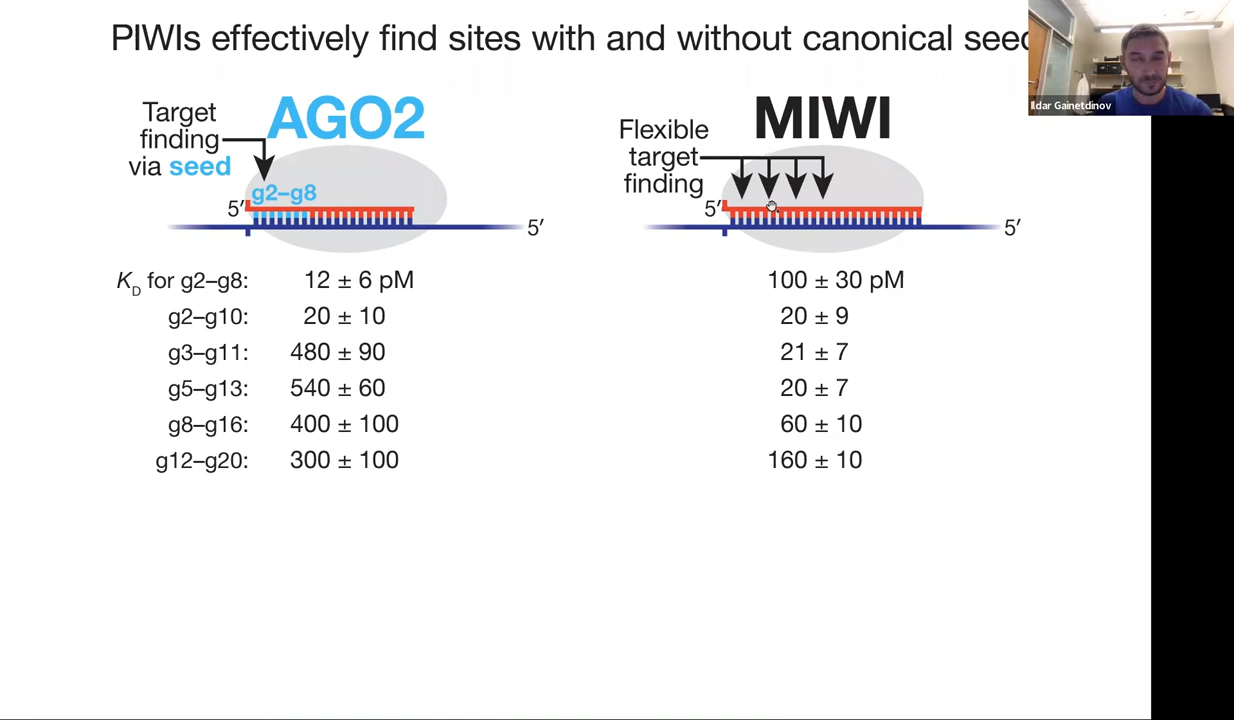 PIWIs effectively find sites with and without canonical seed
Ildar Gainetdinov
Target
finding
via seed
AGO2
g2–g8
5′
5′
Flexible
target
finding
MIWI
5′
5′
K_D for g2–g8: 12 ± 6 pM 100 ± 30 pM
g2–g10: 20 ± 10 20 ± 9
g3–g11: 480 ± 90 21 ± 7
g5–g13: 540 ± 60 20 ± 7
g8–g16: 400 ± 100 60 ± 10
g12–g20: 300 ± 100 160 ± 10